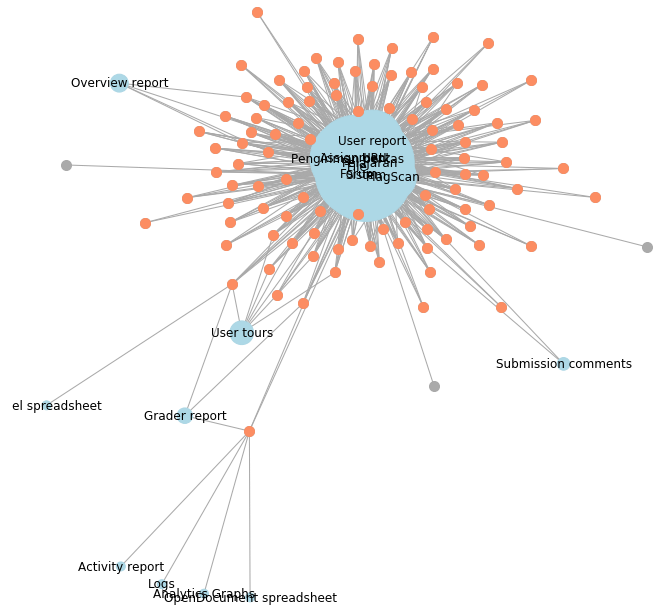 Overview report
User report
PlagScan
User tours
Submission comments
el spreadsheet
Grader report
Activity report
Logs
Analytics Graphs
OpenDocument spreadsheet